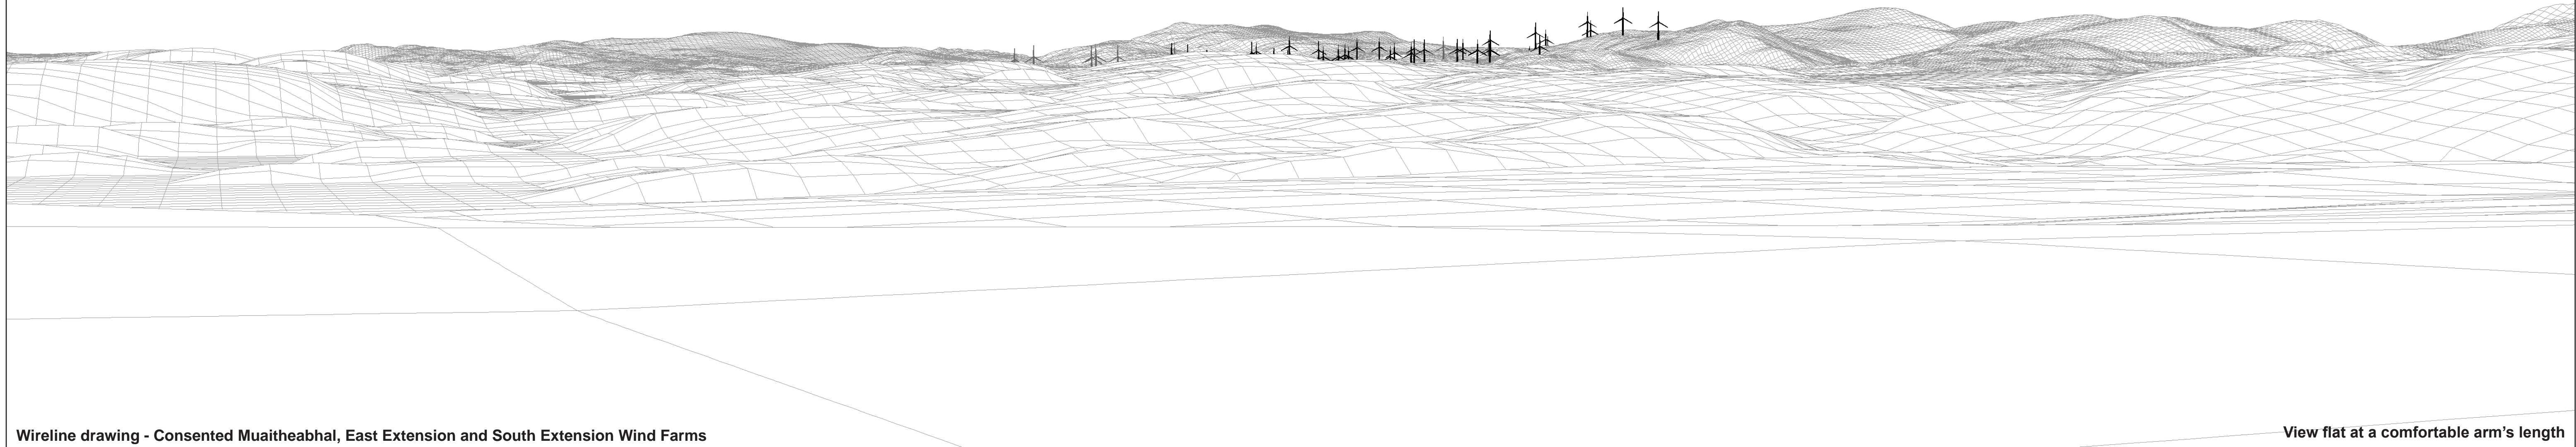 Wireline drawing - Consented Muaitheabhal, East Extension and South Extension Wind Farms
View flat at a comfortable arm’s length